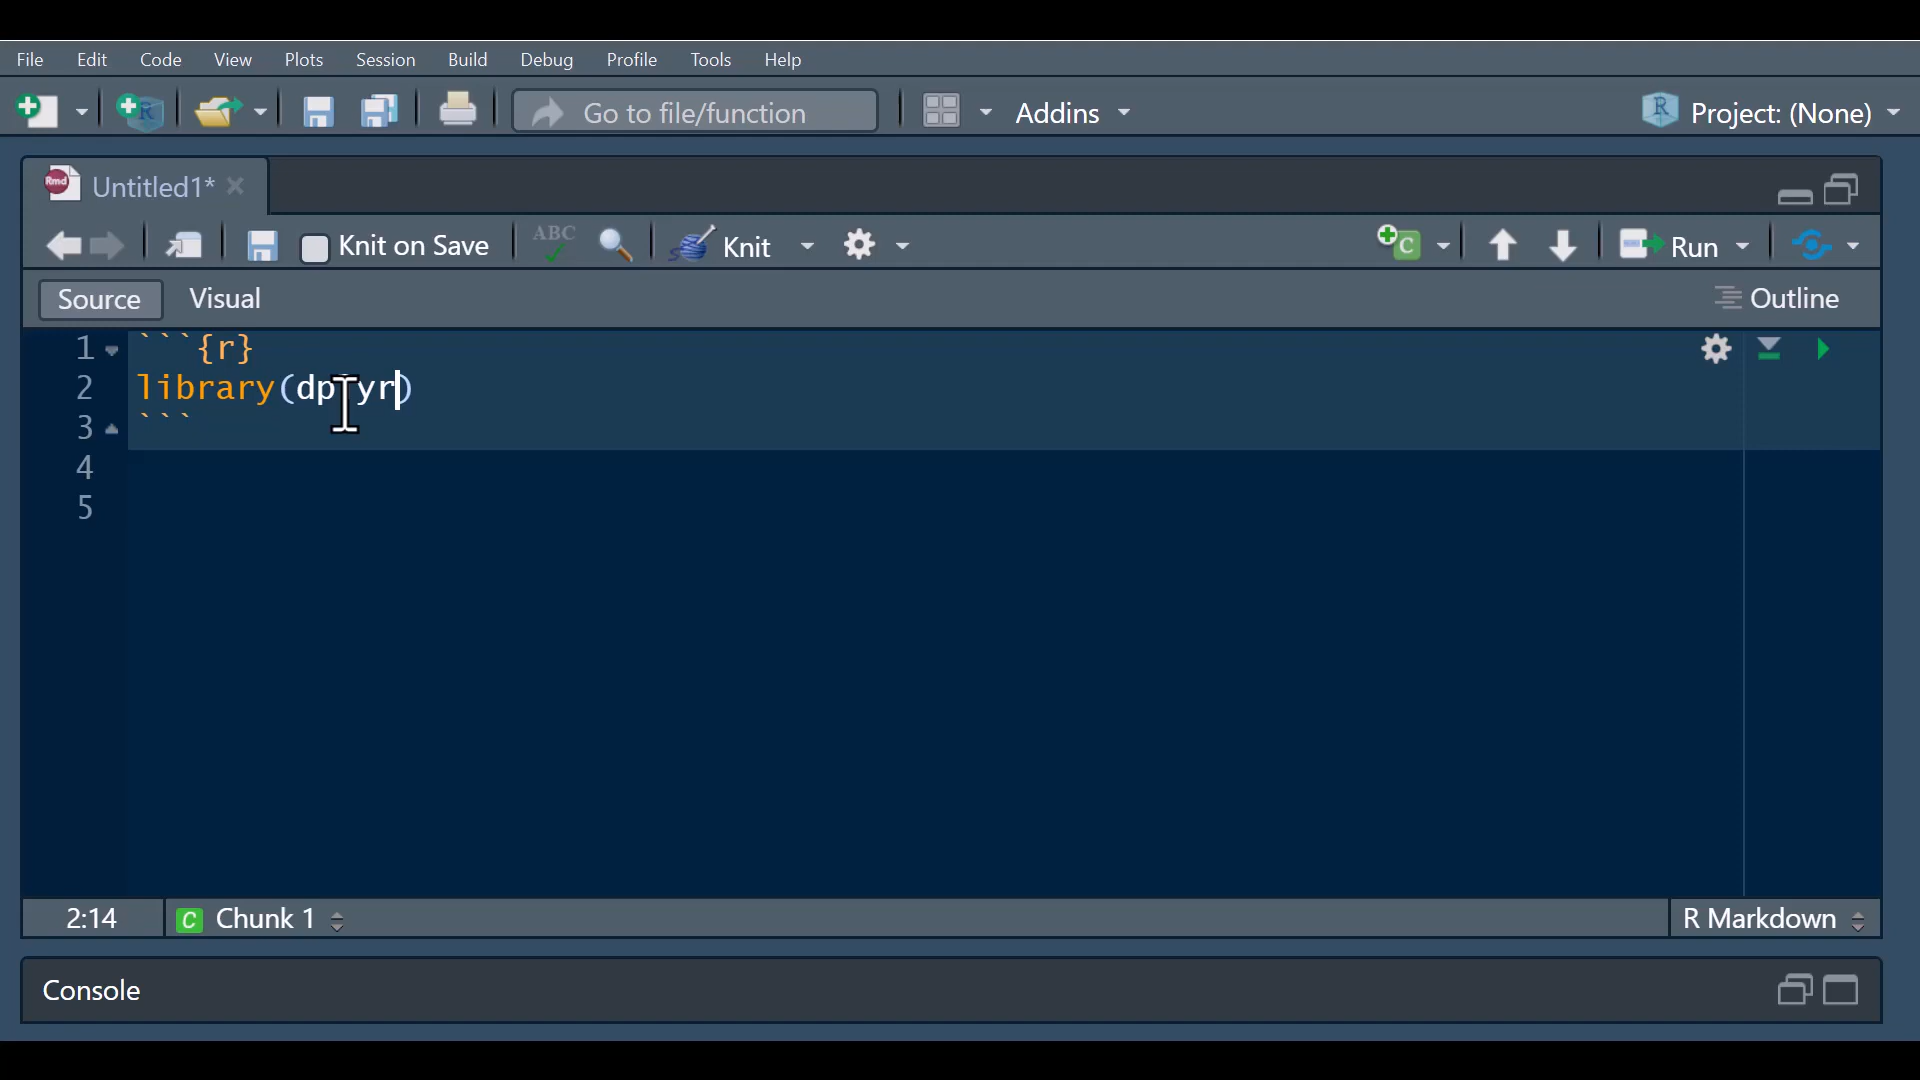 File Edit Code View Plots Session Build Debug Profile Tools Help
Go to file/function Addins Project: (None)
Rmd Untitled1*
Knit on Save ABC Knit C Run
Source Visual Outline
1 ```{r}
2 library(dplyr)
3 ```
4
5
2:14 C Chunk 1 R Markdown
Console